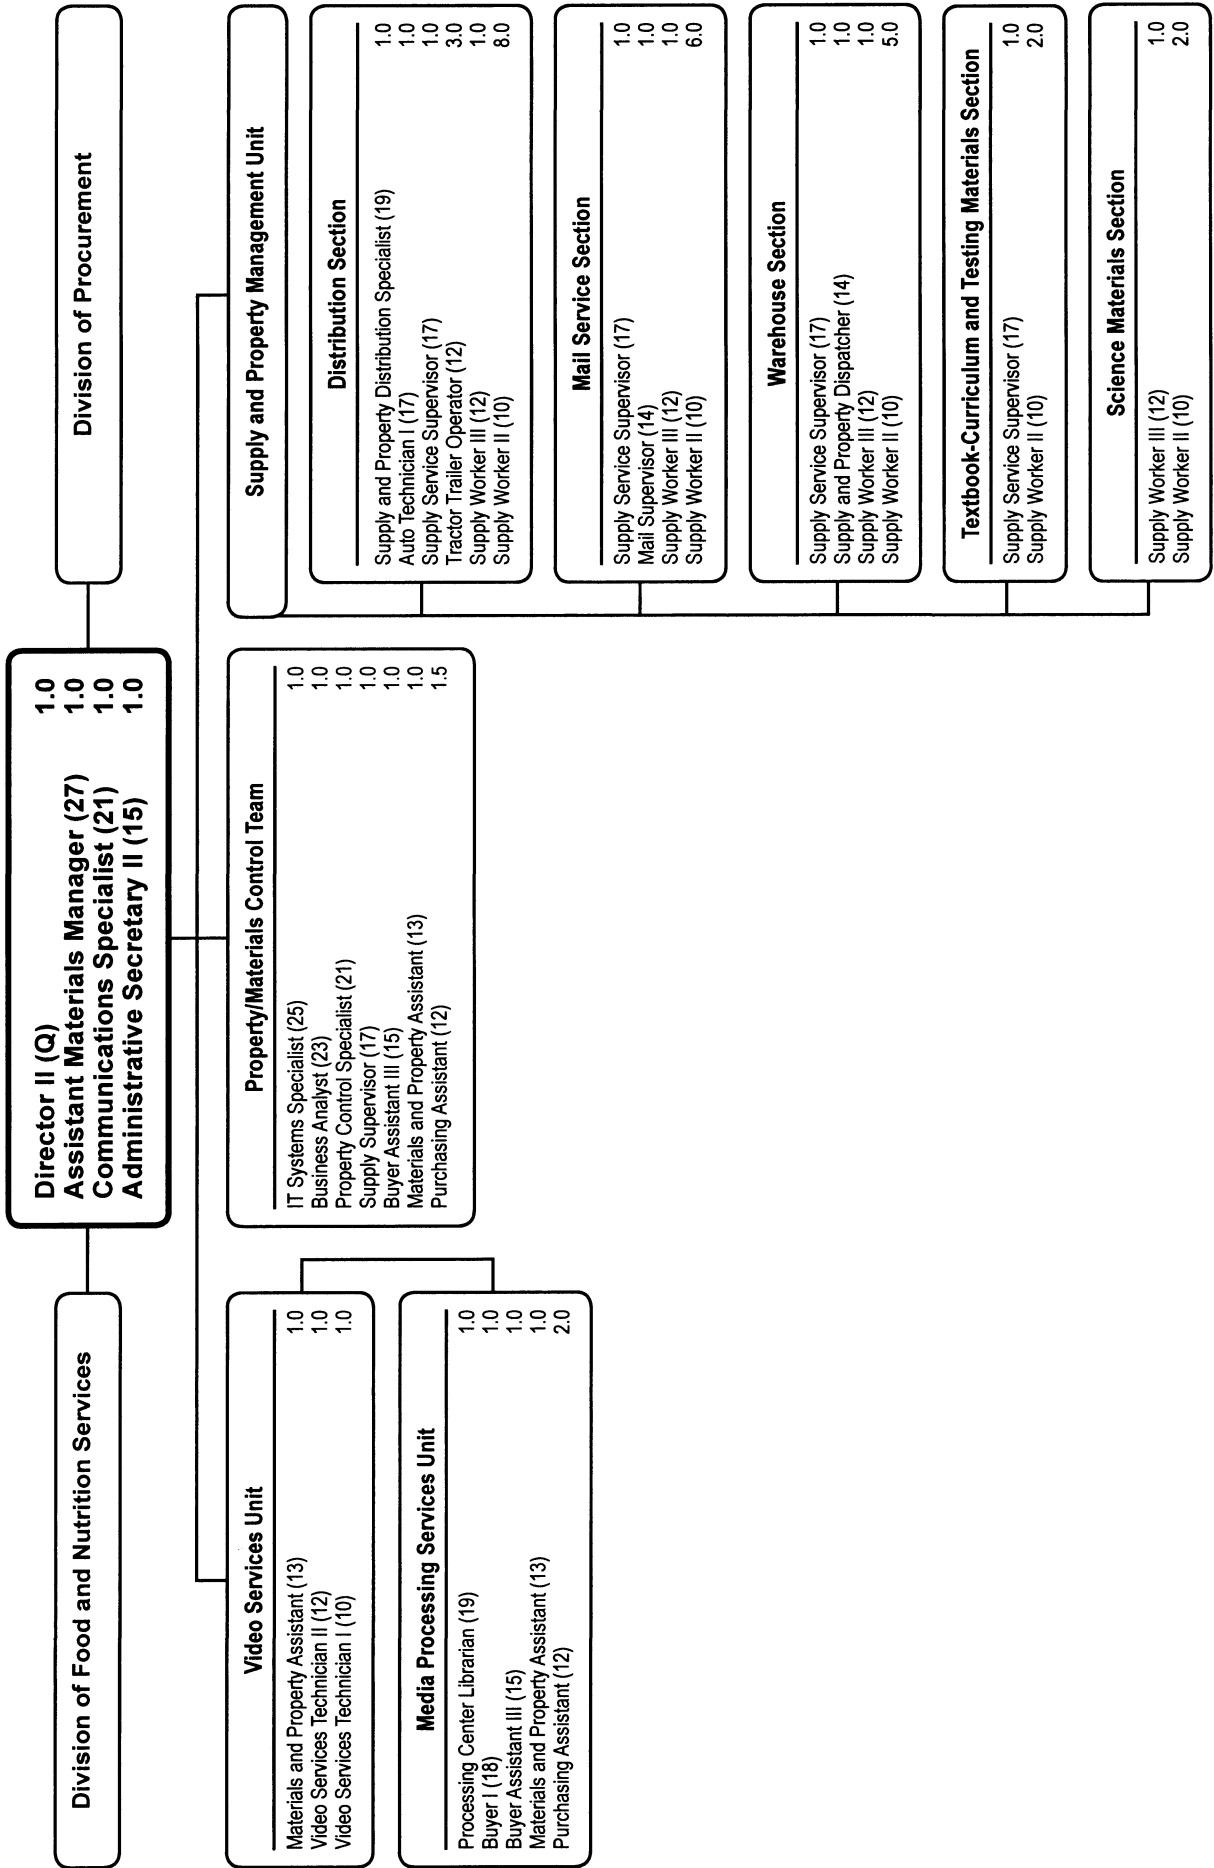 Division of Food and Nutrition Services
Director II (Q) 1.0
Assistant Materials Manager (27) 1.0
Communications Specialist (21) 1.0
Administrative Secretary II (15) 1.0
Division of Procurement
Video Services Unit
Materials and Property Assistant (13) 1.0
Video Services Technician II (12) 1.0
Video Services Technician I (10) 1.0
Media Processing Services Unit
Processing Center Librarian (19) 1.0
Buyer I (18) 1.0
Buyer Assistant III (15) 1.0
Materials and Property Assistant (13) 1.0
Purchasing Assistant (12) 2.0
Property/Materials Control Team
IT Systems Specialist (25) 1.0
Business Analyst (23) 1.0
Property Control Specialist (21) 1.0
Supply Supervisor (17) 1.0
Buyer Assistant III (15) 1.0
Materials and Property Assistant (13) 1.0
Purchasing Assistant (12) 1.5
Supply and Property Management Unit
Distribution Section
Supply and Property Distribution Specialist (19) 1.0
Auto Technician I (17) 1.0
Supply Service Supervisor (17) 1.0
Tractor Trailer Operator (12) 3.0
Supply Worker III (12) 1.0
Supply Worker II (10) 8.0
Mail Service Section
Supply Service Supervisor (17) 1.0
Mail Supervisor (14) 1.0
Supply Worker III (12) 1.0
Supply Worker II (10) 6.0
Warehouse Section
Supply Service Supervisor (17) 1.0
Supply and Property Dispatcher (14) 1.0
Supply Worker III (12) 1.0
Supply Worker II (10) 5.0
Textbook-Curriculum and Testing Materials Section
Supply Service Supervisor (17) 1.0
Supply Worker II (10) 2.0
Science Materials Section
Supply Worker III (12) 1.0
Supply Worker II (10) 2.0